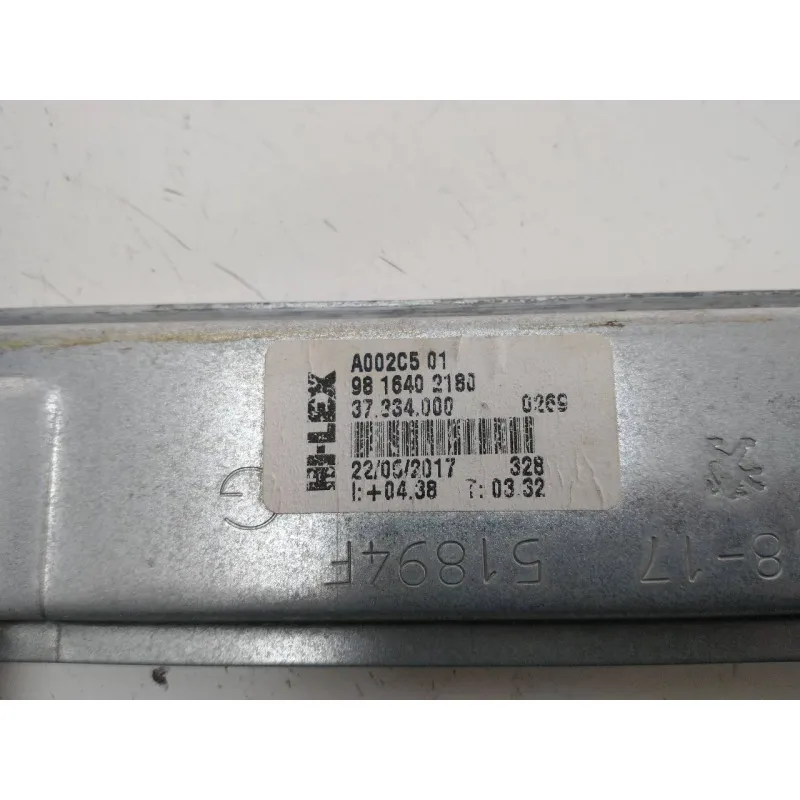 HI-LEX
A002C5 01
98 1640 2180
37.334.000 0269
22/06/2017 328
I:+04.38 T:03.32
G
51894F
8-17